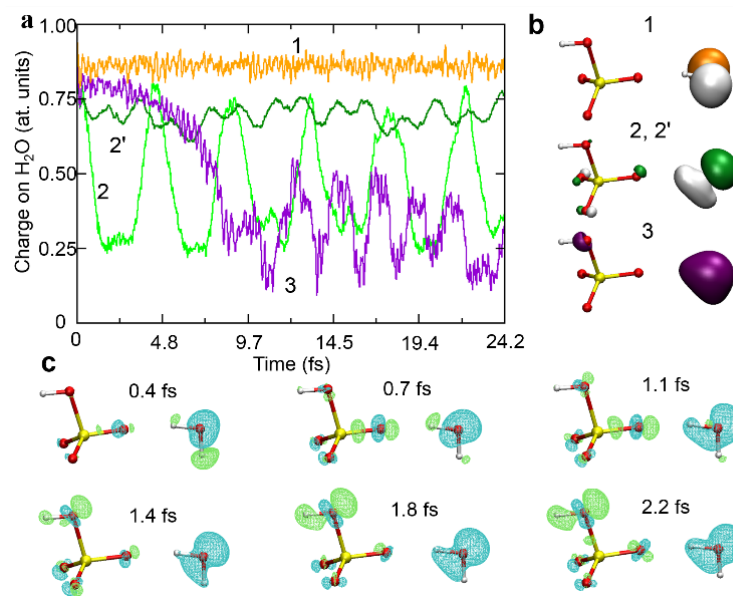 a
1.00
0.75
0.50
0.25
0
Charge on H₂O (at. units)
1
2'
2
3
0 4.8 9.7 14.5 19.4 24.2
Time (fs)
b
1
2, 2'
3
c
0.4 fs 0.7 fs 1.1 fs
1.4 fs 1.8 fs 2.2 fs